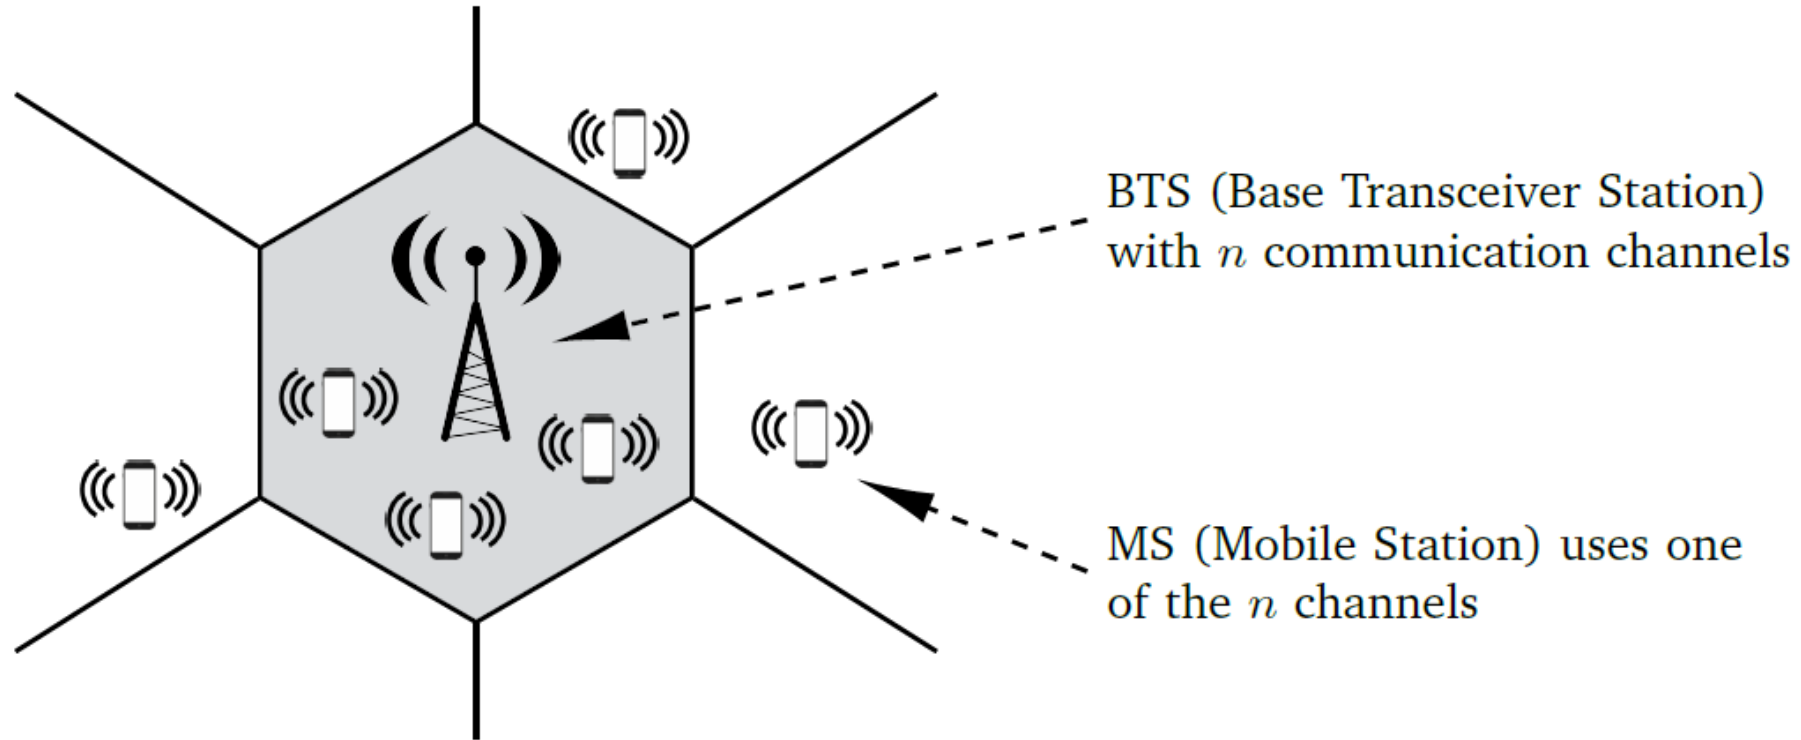 BTS (Base Transceiver Station)
with n communication channels
MS (Mobile Station) uses one
of the n channels